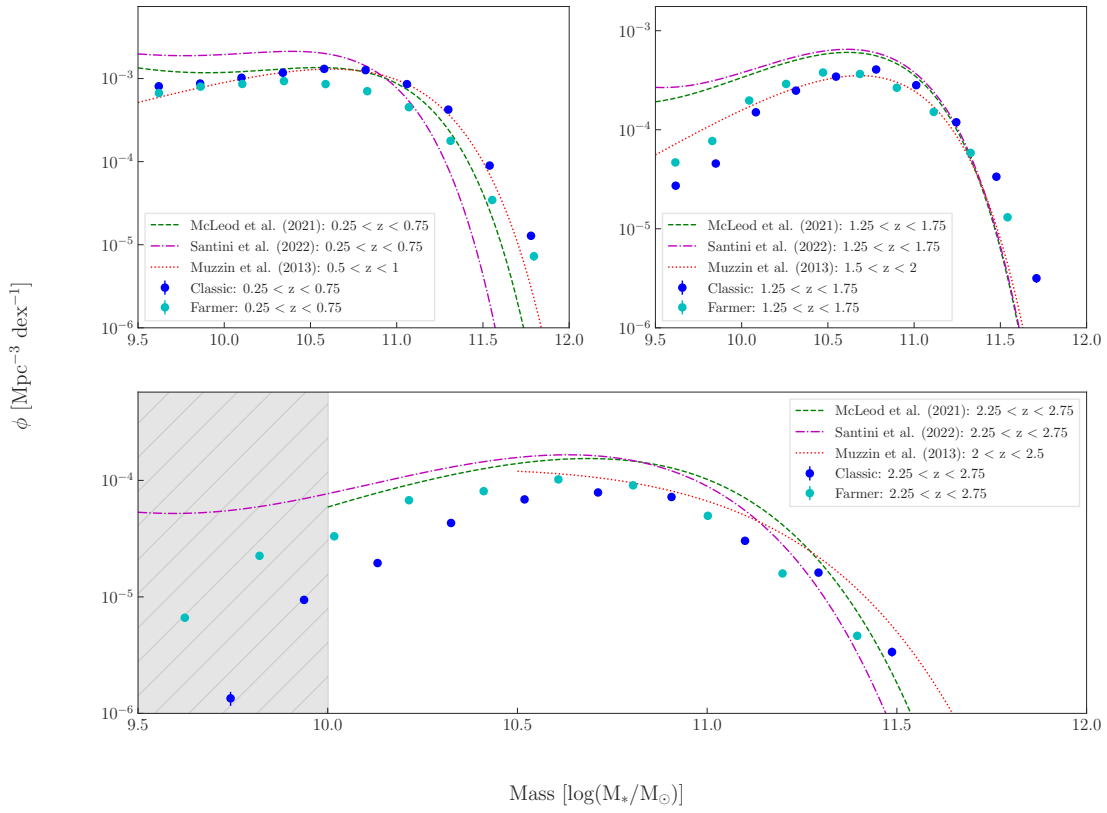 10⁻³
10⁻⁴
10⁻⁵
10⁻⁶
9.5 10.0 10.5 11.0 11.5 12.0
McLeod et al. (2021): 0.25 < z < 0.75
Santini et al. (2022): 0.25 < z < 0.75
Muzzin et al. (2013): 0.5 < z < 1
Classic: 0.25 < z < 0.75
Farmer: 0.25 < z < 0.75
10⁻³
10⁻⁴
10⁻⁵
10⁻⁶
9.5 10.0 10.5 11.0 11.5 12.0
McLeod et al. (2021): 1.25 < z < 1.75
Santini et al. (2022): 1.25 < z < 1.75
Muzzin et al. (2013): 1.5 < z < 2
Classic: 1.25 < z < 1.75
Farmer: 1.25 < z < 1.75
ϕ [Mpc⁻³ dex⁻¹]
10⁻⁴
10⁻⁵
10⁻⁶
9.5 10.0 10.5 11.0 11.5 12.0
McLeod et al. (2021): 2.25 < z < 2.75
Santini et al. (2022): 2.25 < z < 2.75
Muzzin et al. (2013): 2 < z < 2.5
Classic: 2.25 < z < 2.75
Farmer: 2.25 < z < 2.75
Mass [log(M*/M⊙)]